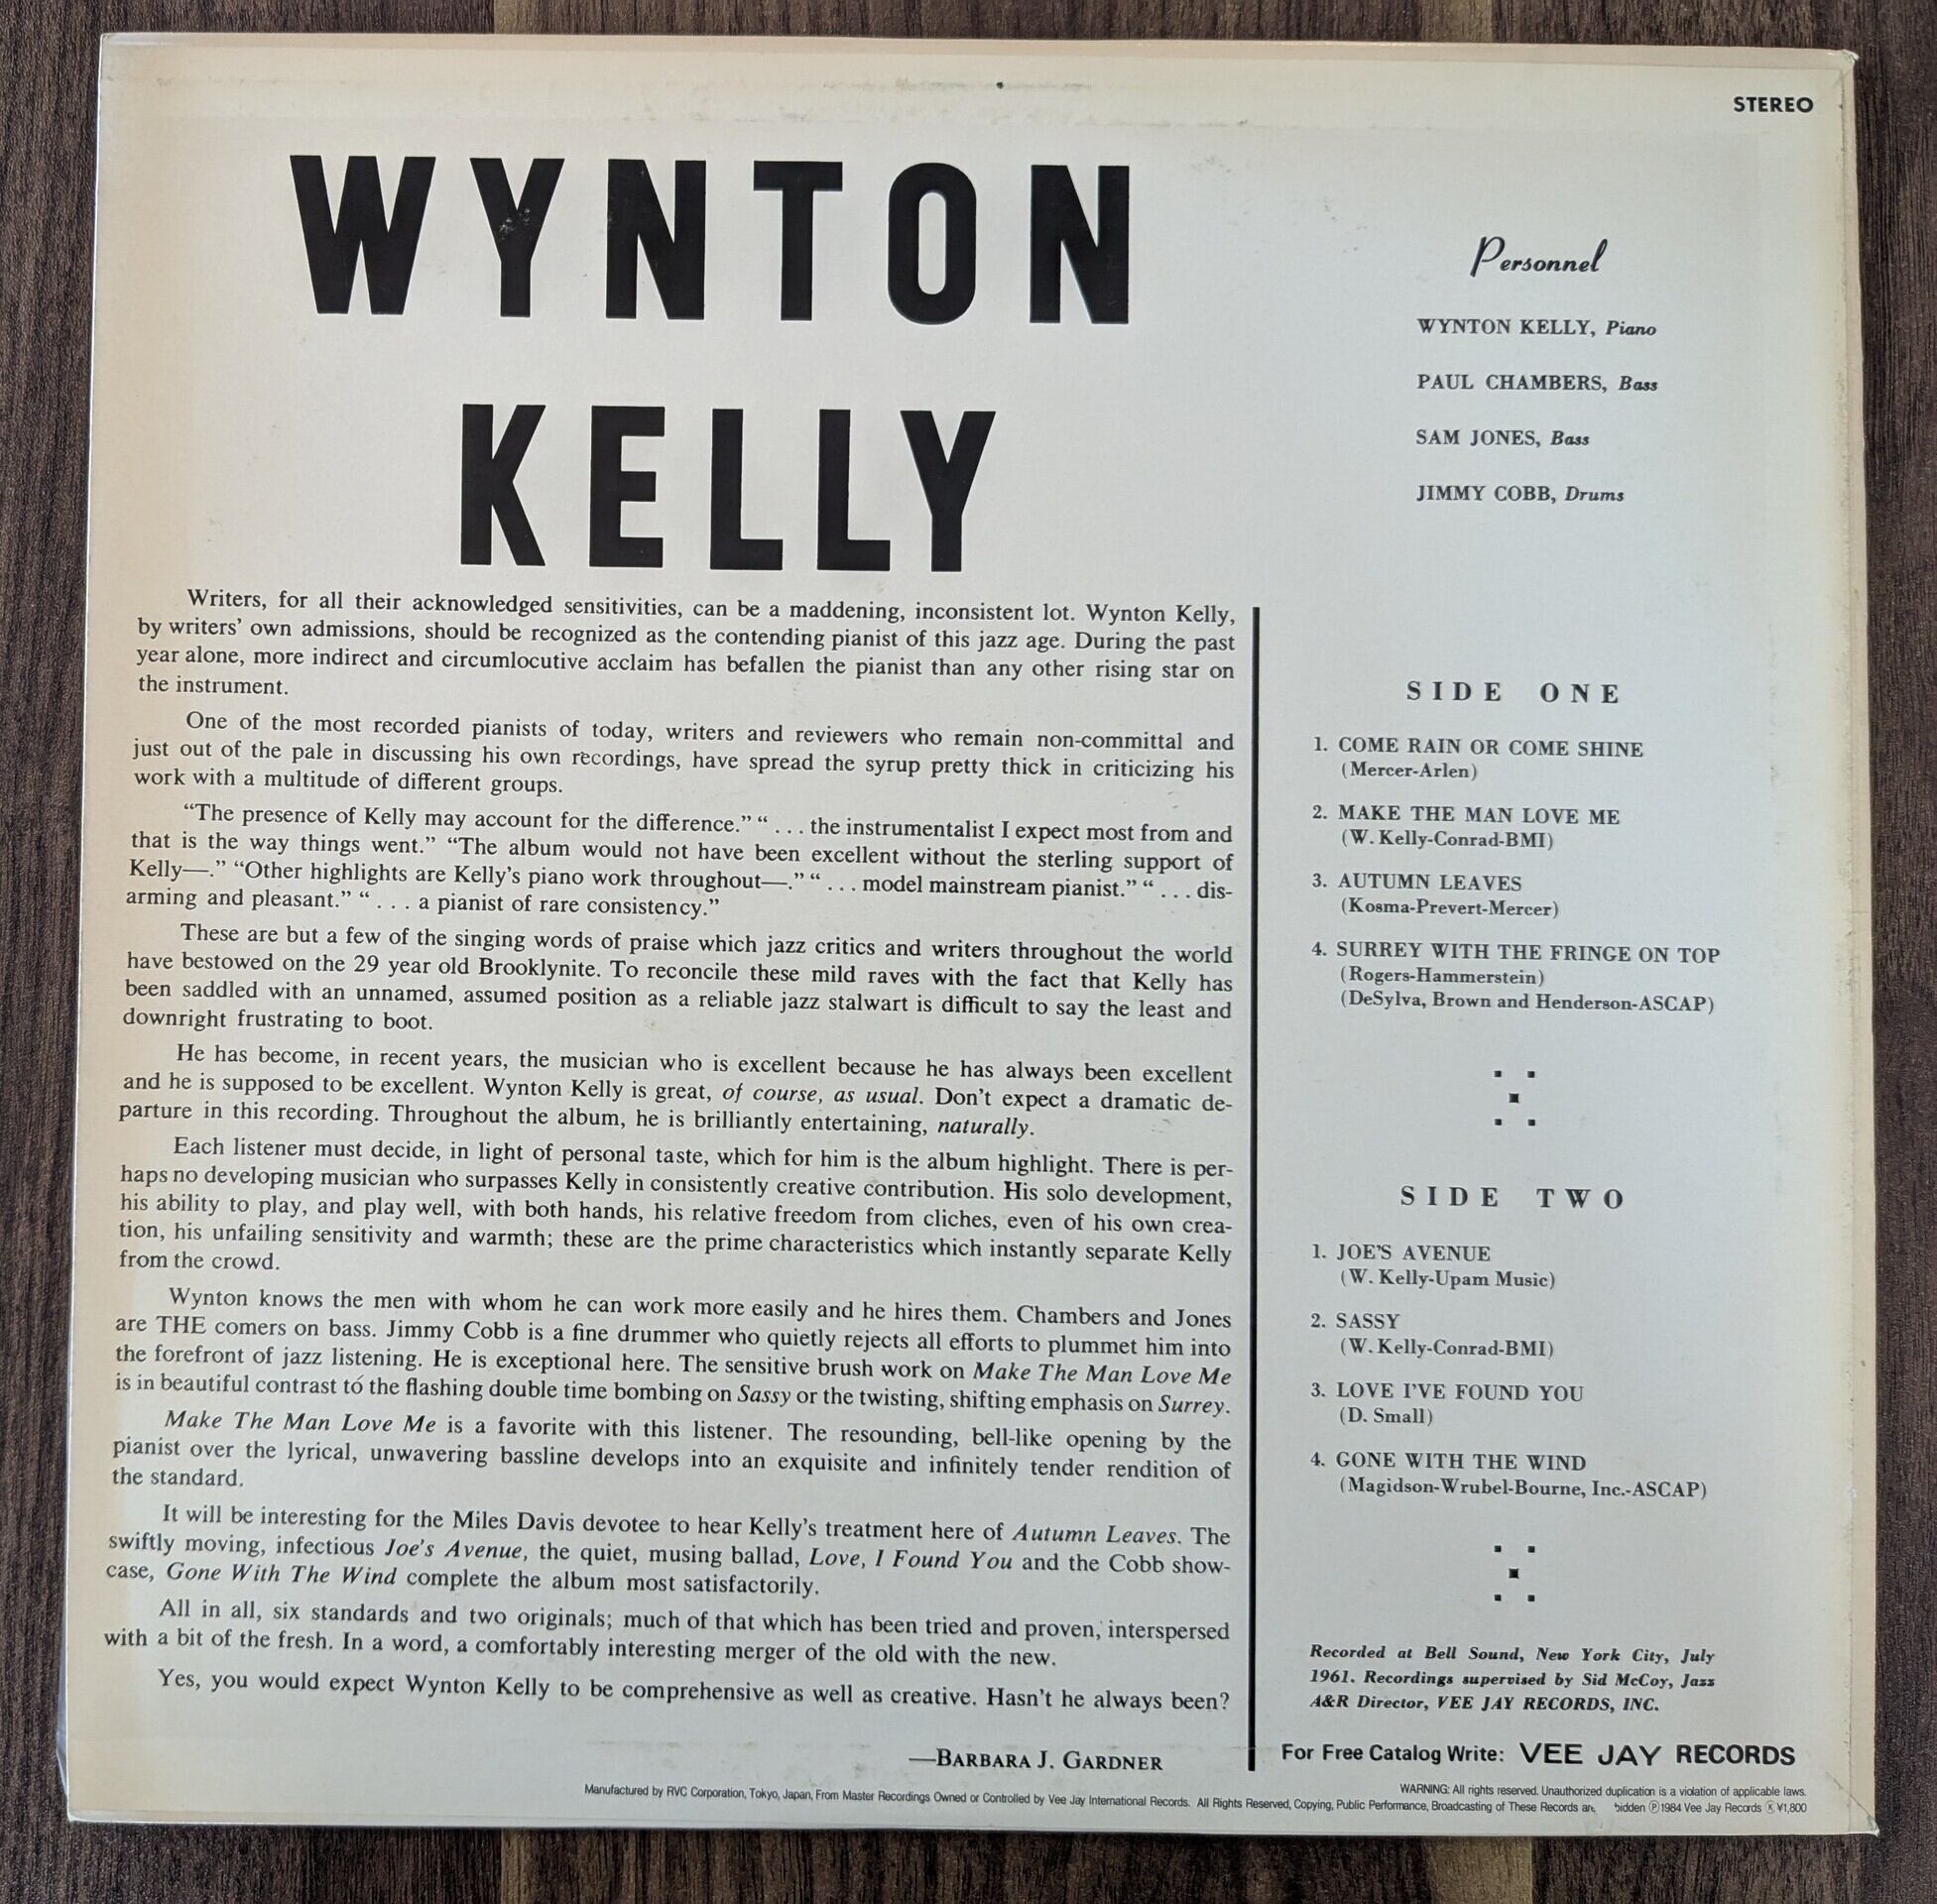 STEREO
WYNTON
KELLY
Writers, for all their acknowledged sensitivities, can be a maddening, inconsistent lot. Wynton Kelly,
by writers' own admissions, should be recognized as the contending pianist of this jazz age. During the past
year alone, more indirect and circumlocutive acclaim has befallen the pianist than any other rising star on
the instrument.
One of the most recorded pianists of today, writers and reviewers who remain non-committal and
just out of the pale in discussing his own recordings, have spread the syrup pretty thick in criticizing his
work with a multitude of different groups.
“The presence of Kelly may account for the difference.” “ . . . the instrumentalist I expect most from and
that is the way things went.” “The album would not have been excellent without the sterling support of
Kelly—.” “Other highlights are Kelly’s piano work throughout—.” “ . . . model mainstream pianist.” “ . . . dis-
arming and pleasant.” “ . . . a pianist of rare consistency.”
These are but a few of the singing words of praise which jazz critics and writers throughout the world
have bestowed on the 29 year old Brooklynite. To reconcile these mild raves with the fact that Kelly has
been saddled with an unnamed, assumed position as a reliable jazz stalwart is difficult to say the least and
downright frustrating to boot.
He has become, in recent years, the musician who is excellent because he has always been excellent
and he is supposed to be excellent. Wynton Kelly is great, of course, as usual. Don’t expect a dramatic de-
parture in this recording. Throughout the album, he is brilliantly entertaining, naturally.
Each listener must decide, in light of personal taste, which for him is the album highlight. There is per-
haps no developing musician who surpasses Kelly in consistently creative contribution. His solo development,
his ability to play, and play well, with both hands, his relative freedom from cliches, even of his own crea-
tion, his unfailing sensitivity and warmth; these are the prime characteristics which instantly separate Kelly
from the crowd.
Wynton knows the men with whom he can work more easily and he hires them. Chambers and Jones
are THE comers on bass. Jimmy Cobb is a fine drummer who quietly rejects all efforts to plummet him into
the forefront of jazz listening. He is exceptional here. The sensitive brush work on Make The Man Love Me
is in beautiful contrast to the flashing double time bombing on Sassy or the twisting, shifting emphasis on Surrey.
Make The Man Love Me is a favorite with this listener. The resounding, bell-like opening by the
pianist over the lyrical, unwavering bassline develops into an exquisite and infinitely tender rendition of
the standard.
It will be interesting for the Miles Davis devotee to hear Kelly’s treatment here of Autumn Leaves. The
swiftly moving, infectious Joe’s Avenue, the quiet, musing ballad, Love, I Found You and the Cobb show-
case, Gone With The Wind complete the album most satisfactorily.
All in all, six standards and two originals; much of that which has been tried and proven, interspersed
with a bit of the fresh. In a word, a comfortably interesting merger of the old with the new.
Yes, you would expect Wynton Kelly to be comprehensive as well as creative. Hasn’t he always been?
—BARBARA J. GARDNER
Personnel
WYNTON KELLY, Piano
PAUL CHAMBERS, Bass
SAM JONES, Bass
JIMMY COBB, Drums
SIDE ONE
1. COME RAIN OR COME SHINE
(Mercer-Arlen)
2. MAKE THE MAN LOVE ME
(W. Kelly-Conrad-BMI)
3. AUTUMN LEAVES
(Kosma-Prevert-Mercer)
4. SURREY WITH THE FRINGE ON TOP
(Rogers-Hammerstein)
(DeSylva, Brown and Henderson-ASCAP)
SIDE TWO
1. JOE'S AVENUE
(W. Kelly-Upam Music)
2. SASSY
(W. Kelly-Conrad-BMI)
3. LOVE I'VE FOUND YOU
(D. Small)
4. GONE WITH THE WIND
(Magidson-Wrubel-Bourne, Inc.-ASCAP)
Recorded at Bell Sound, New York City, July
1961. Recordings supervised by Sid McCoy, Jazz
A&R Director, VEE JAY RECORDS, INC.
For Free Catalog Write: VEE JAY RECORDS
WARNING: All rights reserved. Unauthorized duplication is a violation of applicable laws.
Manufactured by RVC Corporation, Tokyo, Japan, From Master Recordings Owned or Controlled by Vee Jay International Records. All Rights Reserved, Copying, Public Performance, Broadcasting of These Records Ⓟ1984 Vee Jay Records Ⓚ ¥1,800